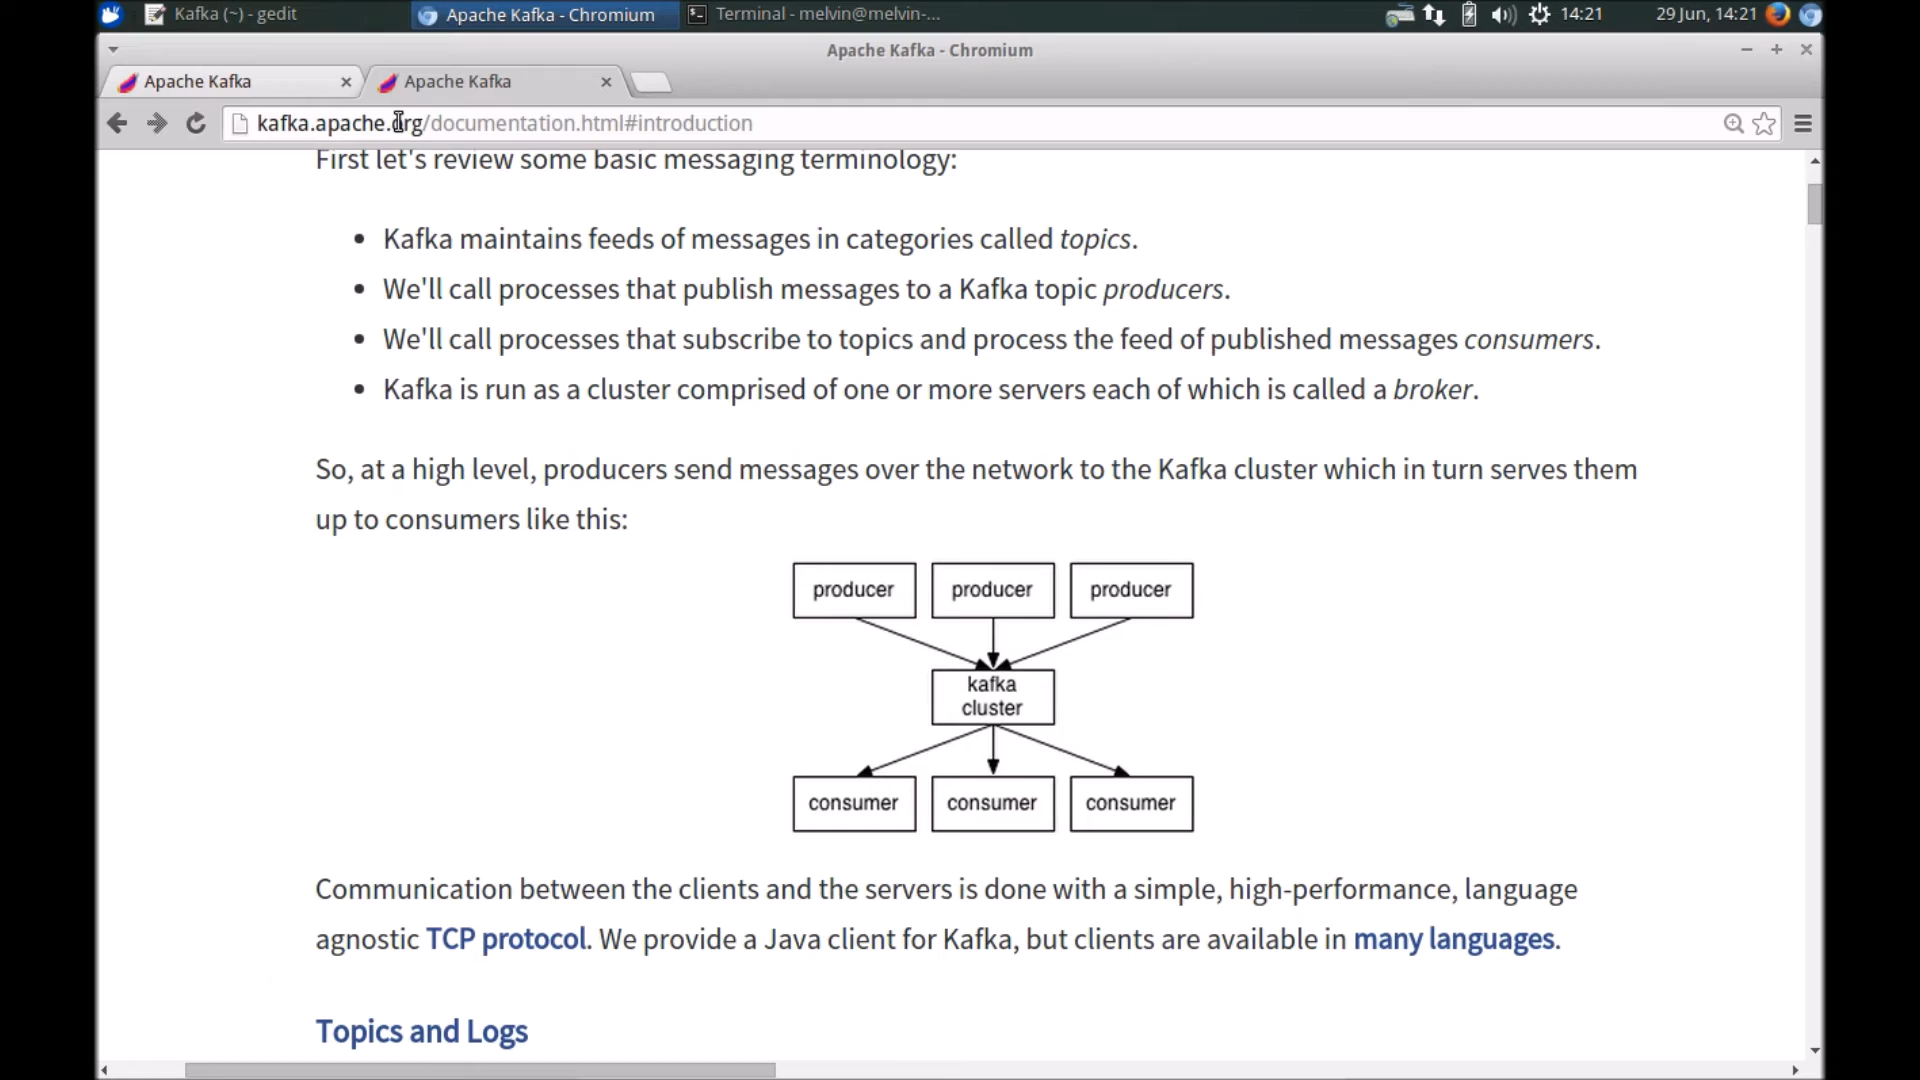 Kafka (~) - gedit
Apache Kafka - Chromium
Terminal - melvin@melvin-...
14:21
29 Jun, 14:21
Apache Kafka - Chromium
Apache Kafka
Apache Kafka
kafka.apache.org/documentation.html#introduction
First let's review some basic messaging terminology:
• Kafka maintains feeds of messages in categories called topics.
• We'll call processes that publish messages to a Kafka topic producers.
• We'll call processes that subscribe to topics and process the feed of published messages consumers.
• Kafka is run as a cluster comprised of one or more servers each of which is called a broker.
So, at a high level, producers send messages over the network to the Kafka cluster which in turn serves them
up to consumers like this:
producer
producer
producer
kafka
cluster
consumer
consumer
consumer
Communication between the clients and the servers is done with a simple, high-performance, language
agnostic TCP protocol. We provide a Java client for Kafka, but clients are available in many languages.
Topics and Logs